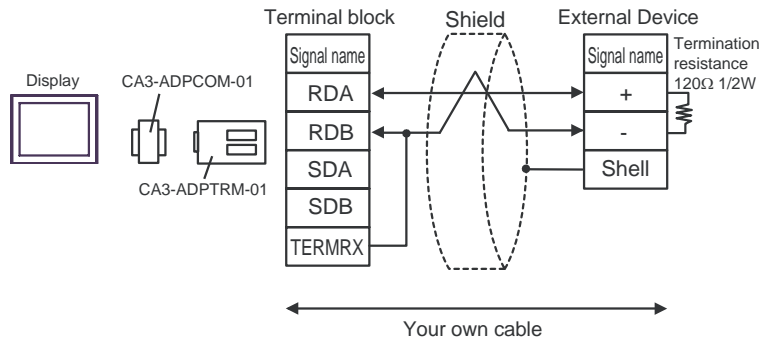 Terminal block
Shield
External Device
Display
CA3-ADPCOM-01
CA3-ADPTRM-01
Signal name
RDA
RDB
SDA
SDB
TERMRX
Signal name
+
-
Shell
Termination
resistance
120Ω 1/2W
Your own cable